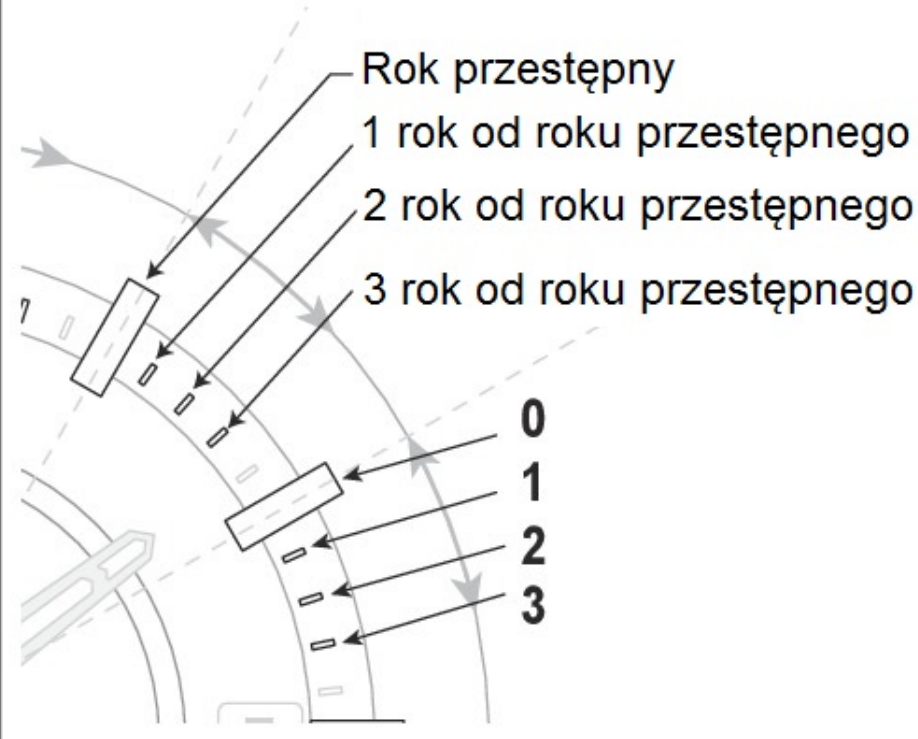 Rok przestępny
1 rok od roku przestępnego
2 rok od roku przestępnego
3 rok od roku przestępnego
0
1
2
3